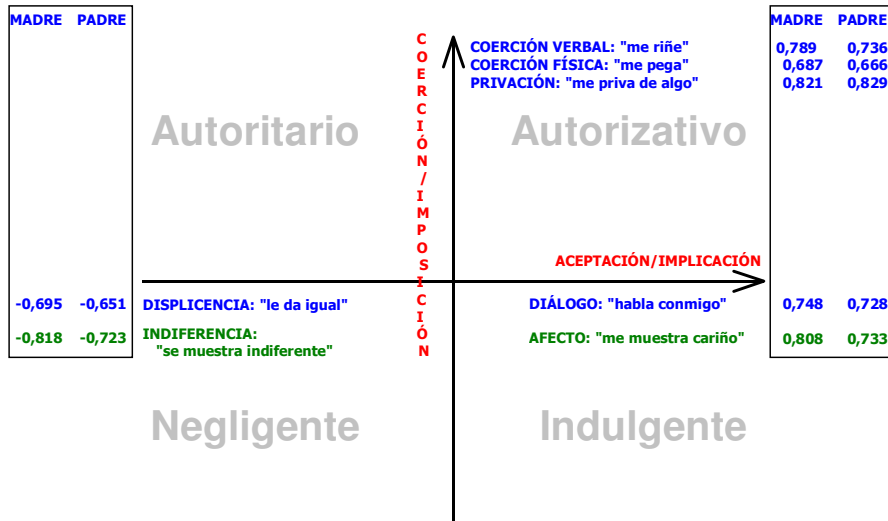 MADRE PADRE
MADRE PADRE
COERCIÓN/IMPOSICIÓN
COERCIÓN VERBAL: "me riñe" 0,789 0,736
COERCIÓN FÍSICA: "me pega" 0,687 0,666
PRIVACIÓN: "me priva de algo" 0,821 0,829
Autoritario
Autorizativo
ACEPTACIÓN/IMPLICACIÓN
-0,695 -0,651 DISPLICENCIA: "le da igual"
DIÁLOGO: "habla conmigo" 0,748 0,728
-0,818 -0,723 INDIFERENCIA:
"se muestra indiferente"
AFECTO: "me muestra cariño" 0,808 0,733
Negligente
Indulgente